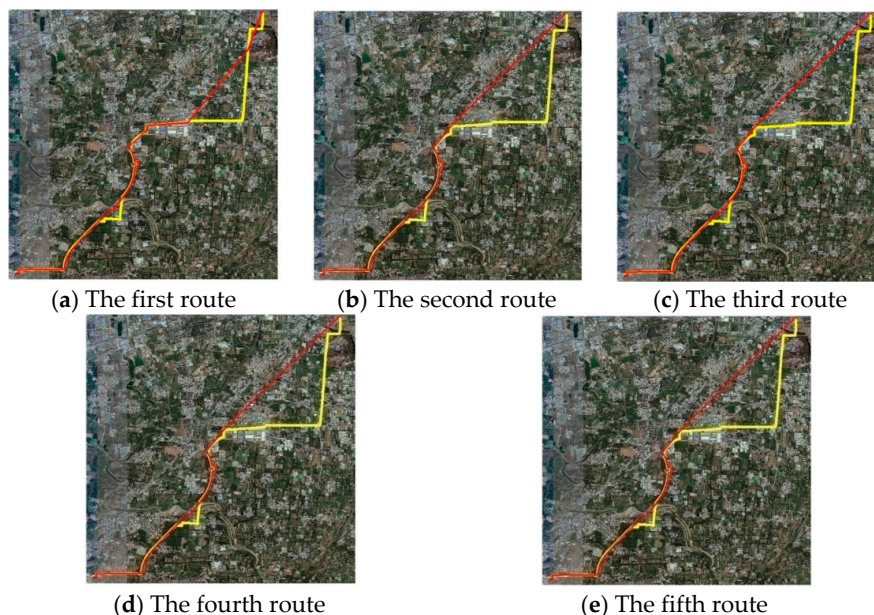 (a) The first route
(b) The second route
(c) The third route
(d) The fourth route
(e) The fifth route